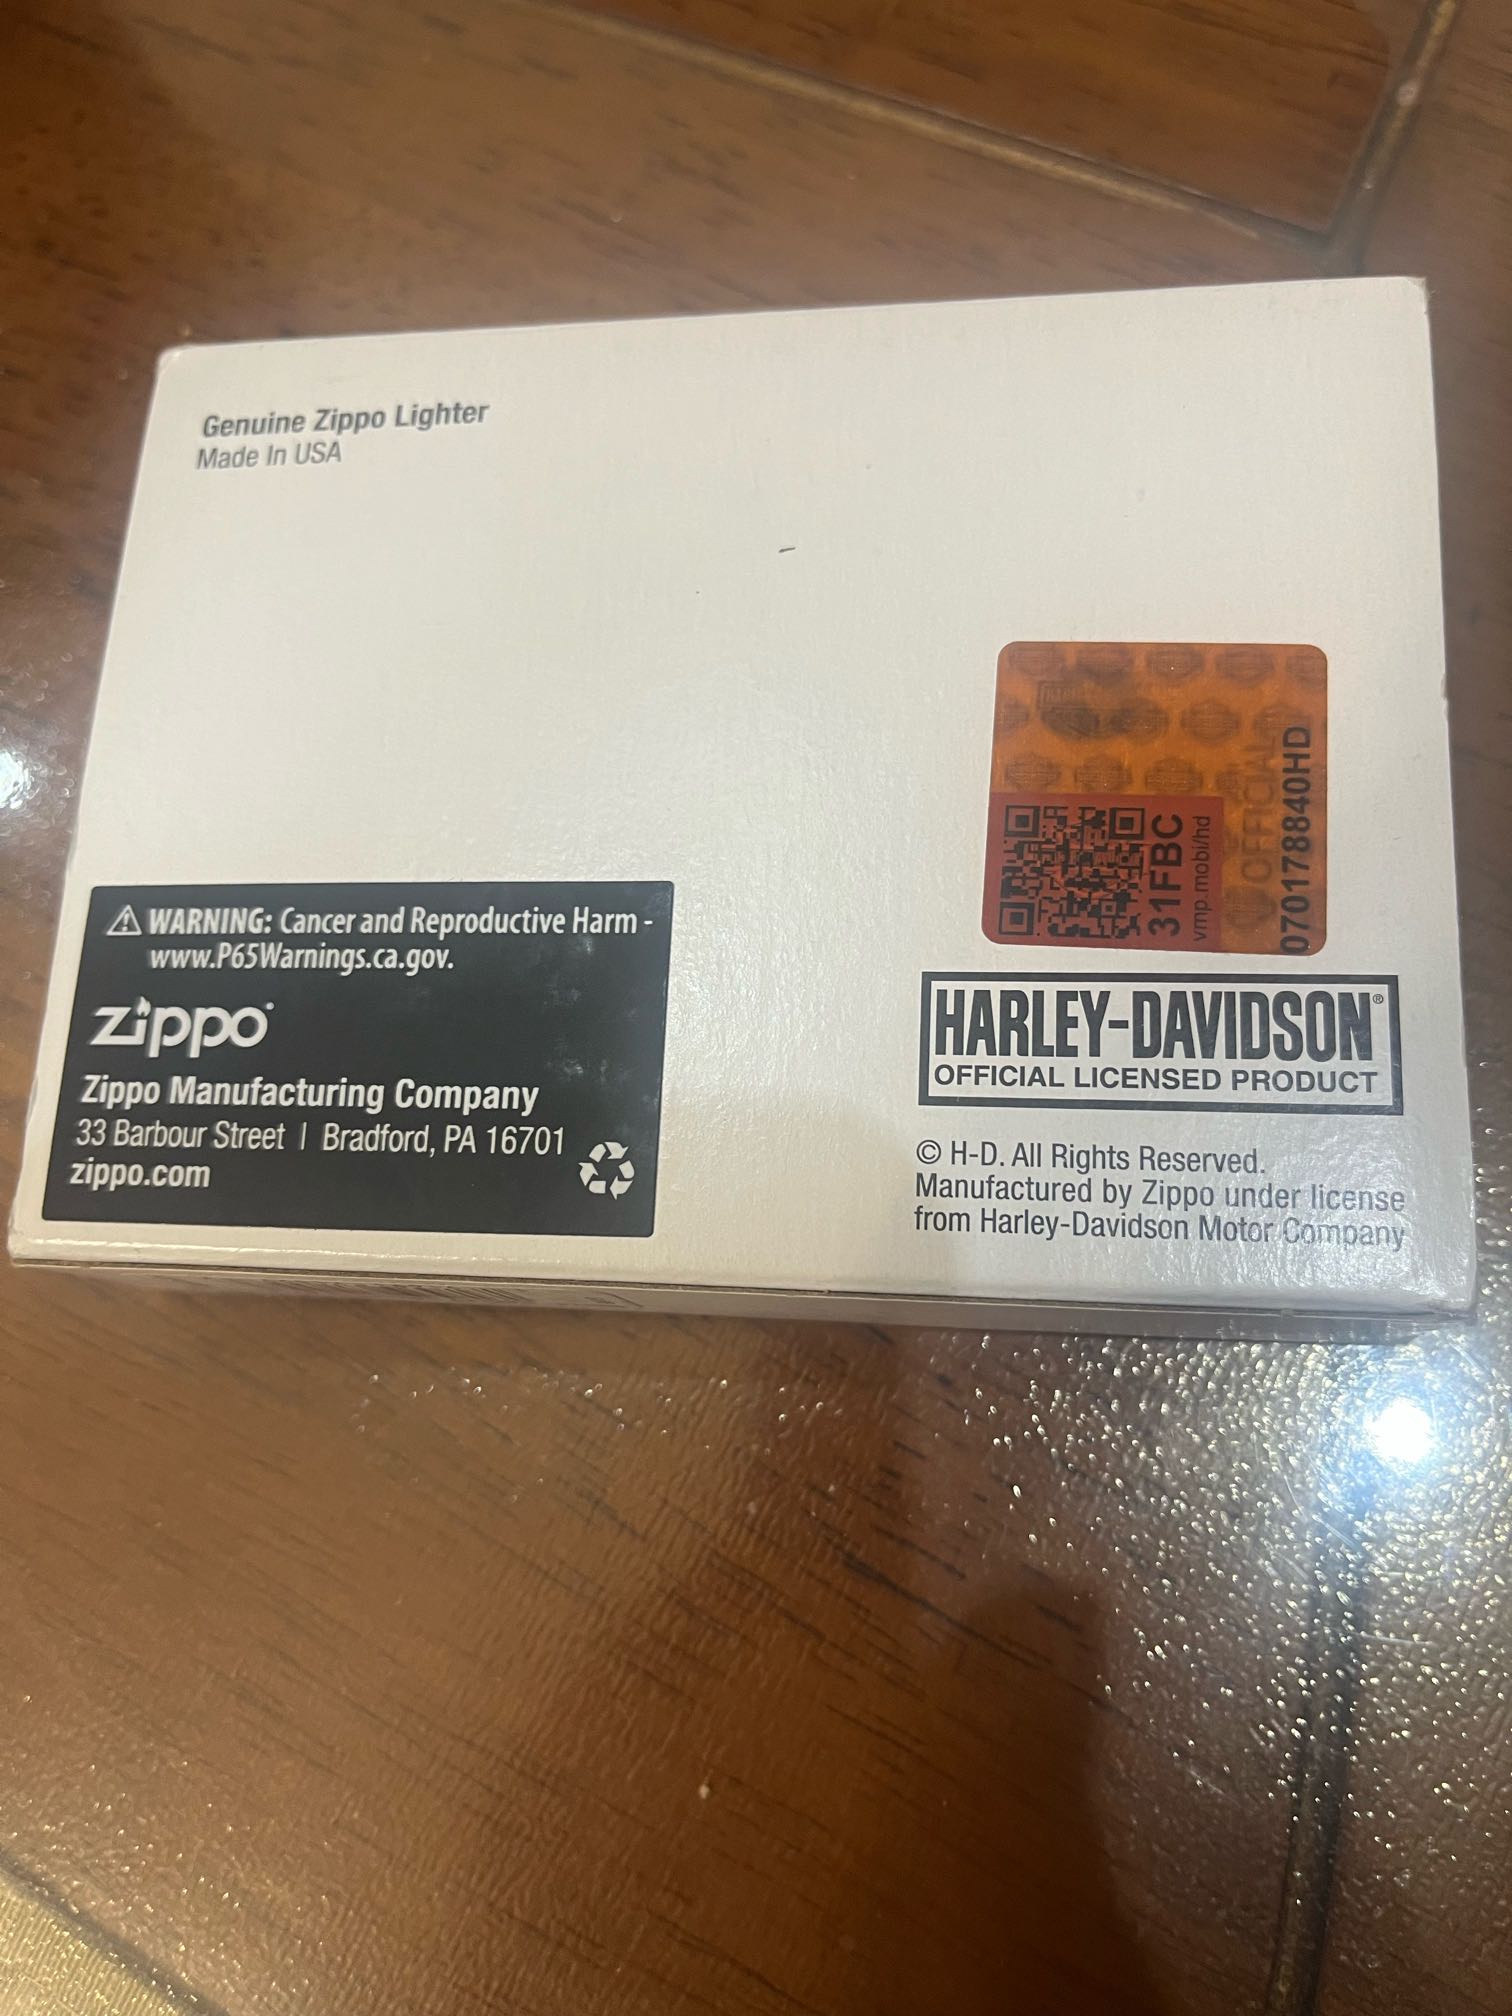 Genuine Zippo Lighter
Made In USA
31FBC
vmp.mobi/hd
OFFICIAL
070178840HD
WARNING: Cancer and Reproductive Harm -
www.P65Warnings.ca.gov.
zippo
Zippo Manufacturing Company
33 Barbour Street | Bradford, PA 16701
zippo.com
HARLEY-DAVIDSON®
OFFICIAL LICENSED PRODUCT
© H-D. All Rights Reserved.
Manufactured by Zippo under license
from Harley-Davidson Motor Company